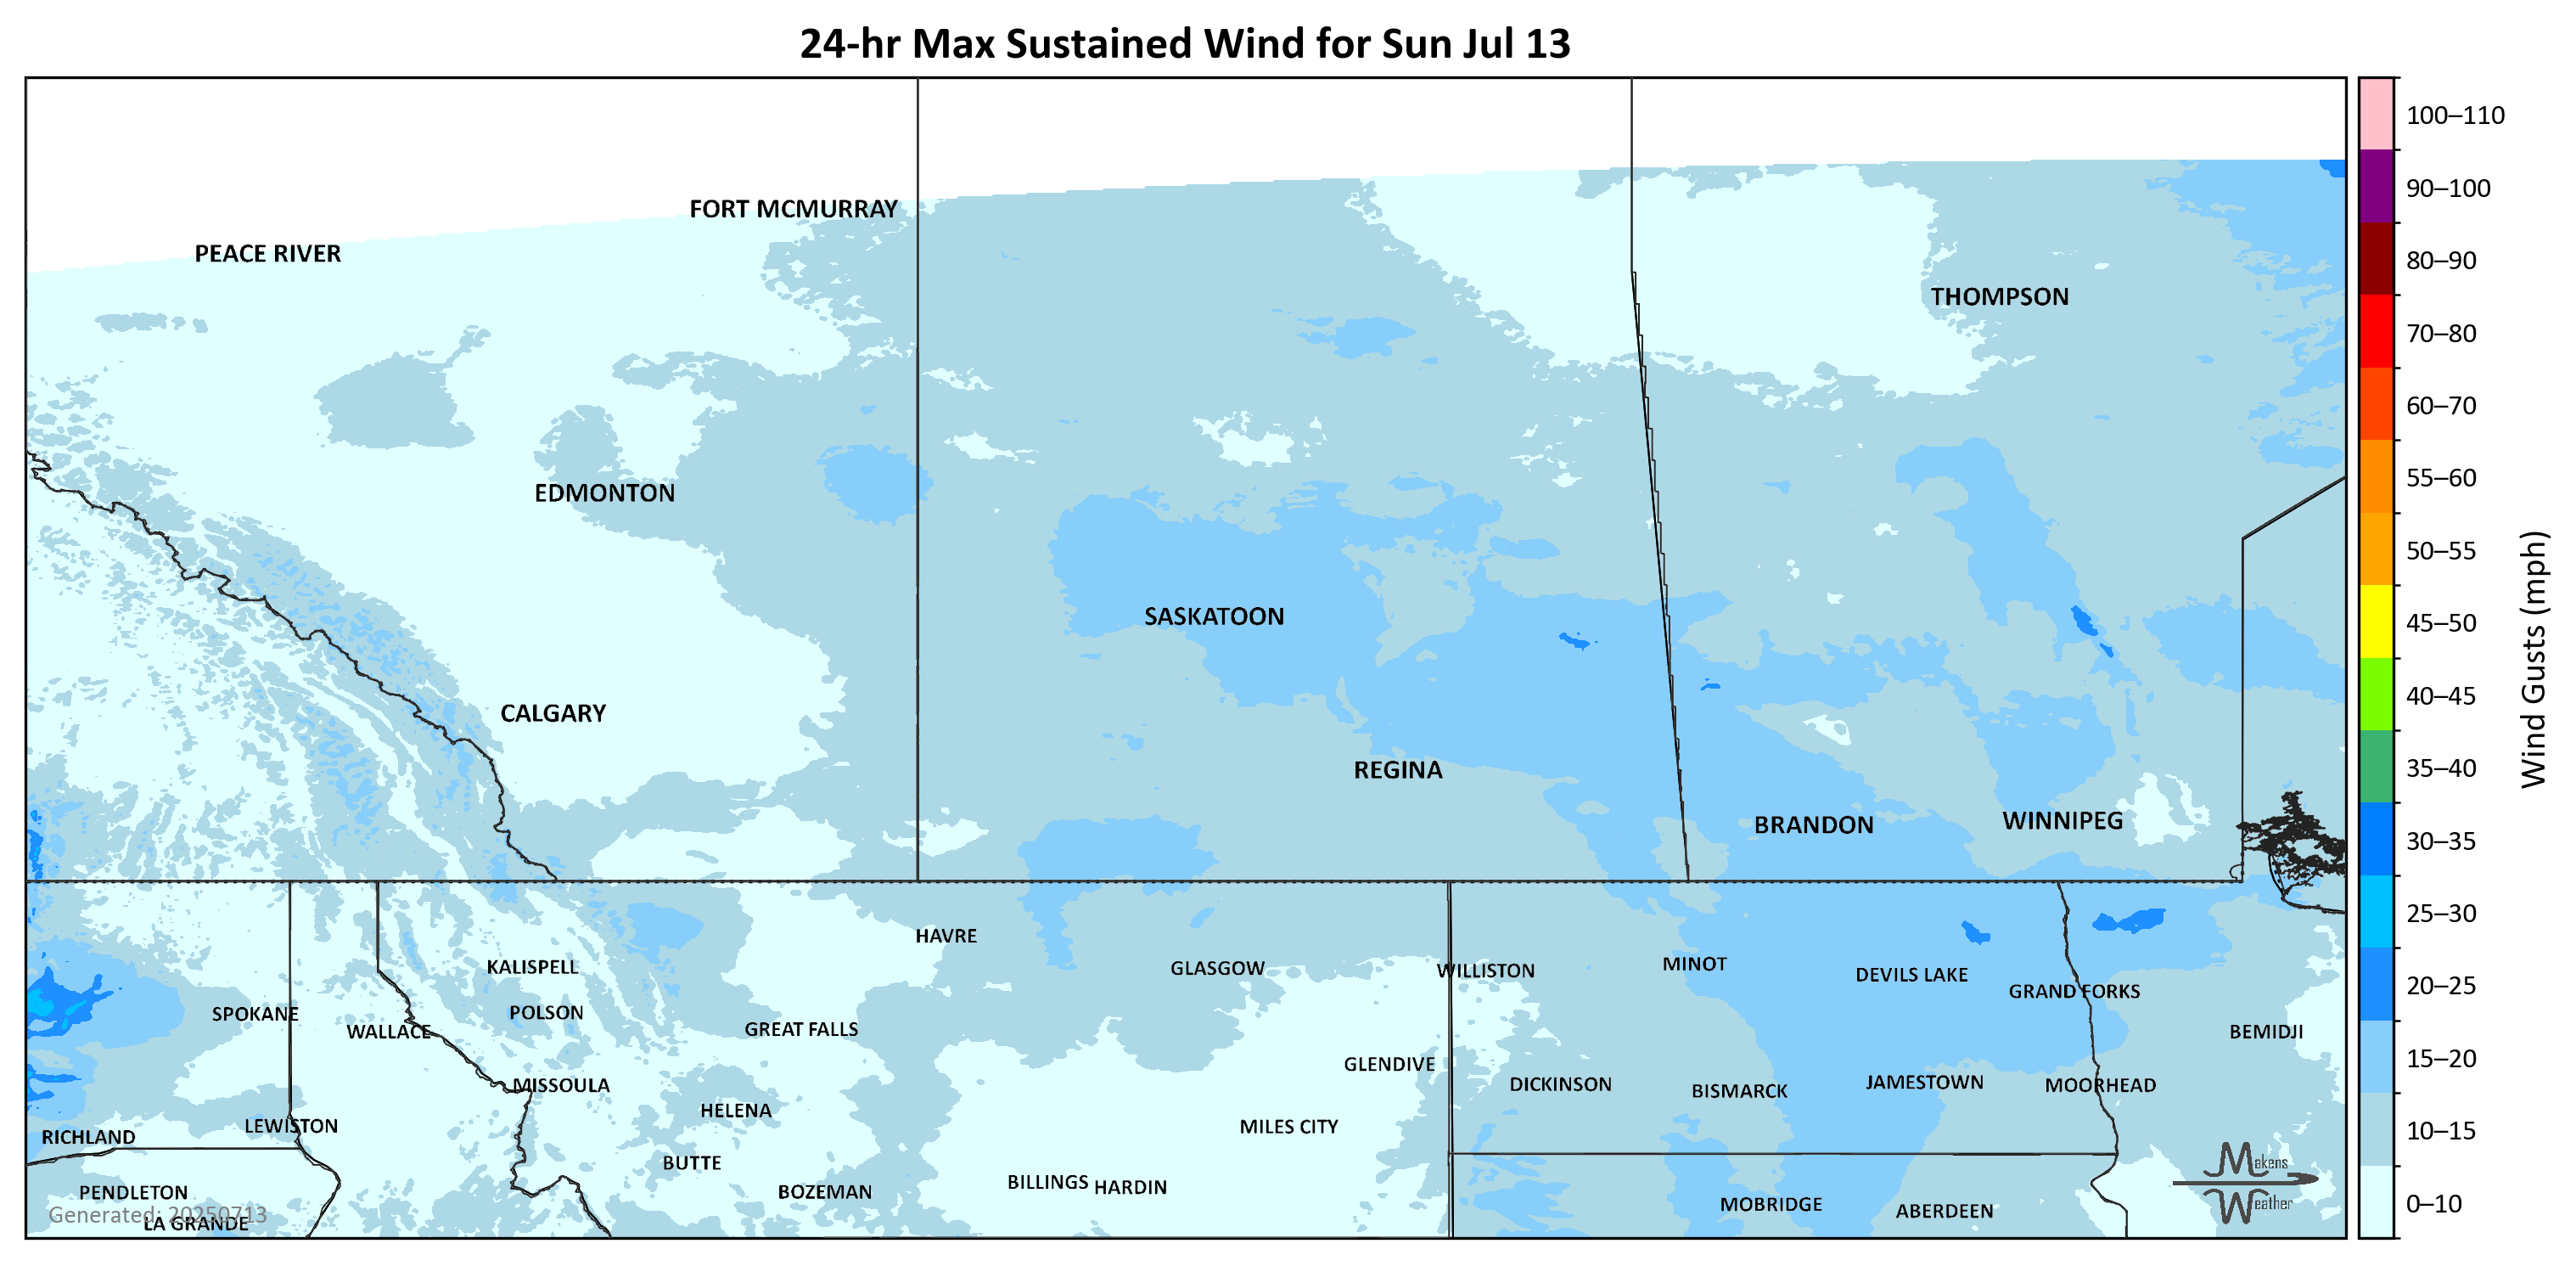 24-hr Max Sustained Wind for Sun Jul 13
100–110
90–100
80–90
70–80
60–70
55–60
50–55
45–50
40–45
35–40
30–35
25–30
20–25
15–20
10–15
0–10
Wind Gusts (mph)
FORT MCMURRAY
PEACE RIVER
THOMPSON
EDMONTON
SASKATOON
CALGARY
REGINA
BRANDON
WINNIPEG
HAVRE
KALISPELL
GLASGOW
WILLISTON
MINOT
DEVILS LAKE
GRAND FORKS
SPOKANE
POLSON
WALLACE
GREAT FALLS
BEMIDJI
GLENDIVE
MISSOULA
DICKINSON
BISMARCK
JAMESTOWN
MOORHEAD
HELENA
LEWISTON
MILES CITY
RICHLAND
BUTTE
BILLINGS
HARDIN
PENDLETON
BOZEMAN
MOBRIDGE
ABERDEEN
Generated: 20250713
LA GRANDE
Makens
Weather